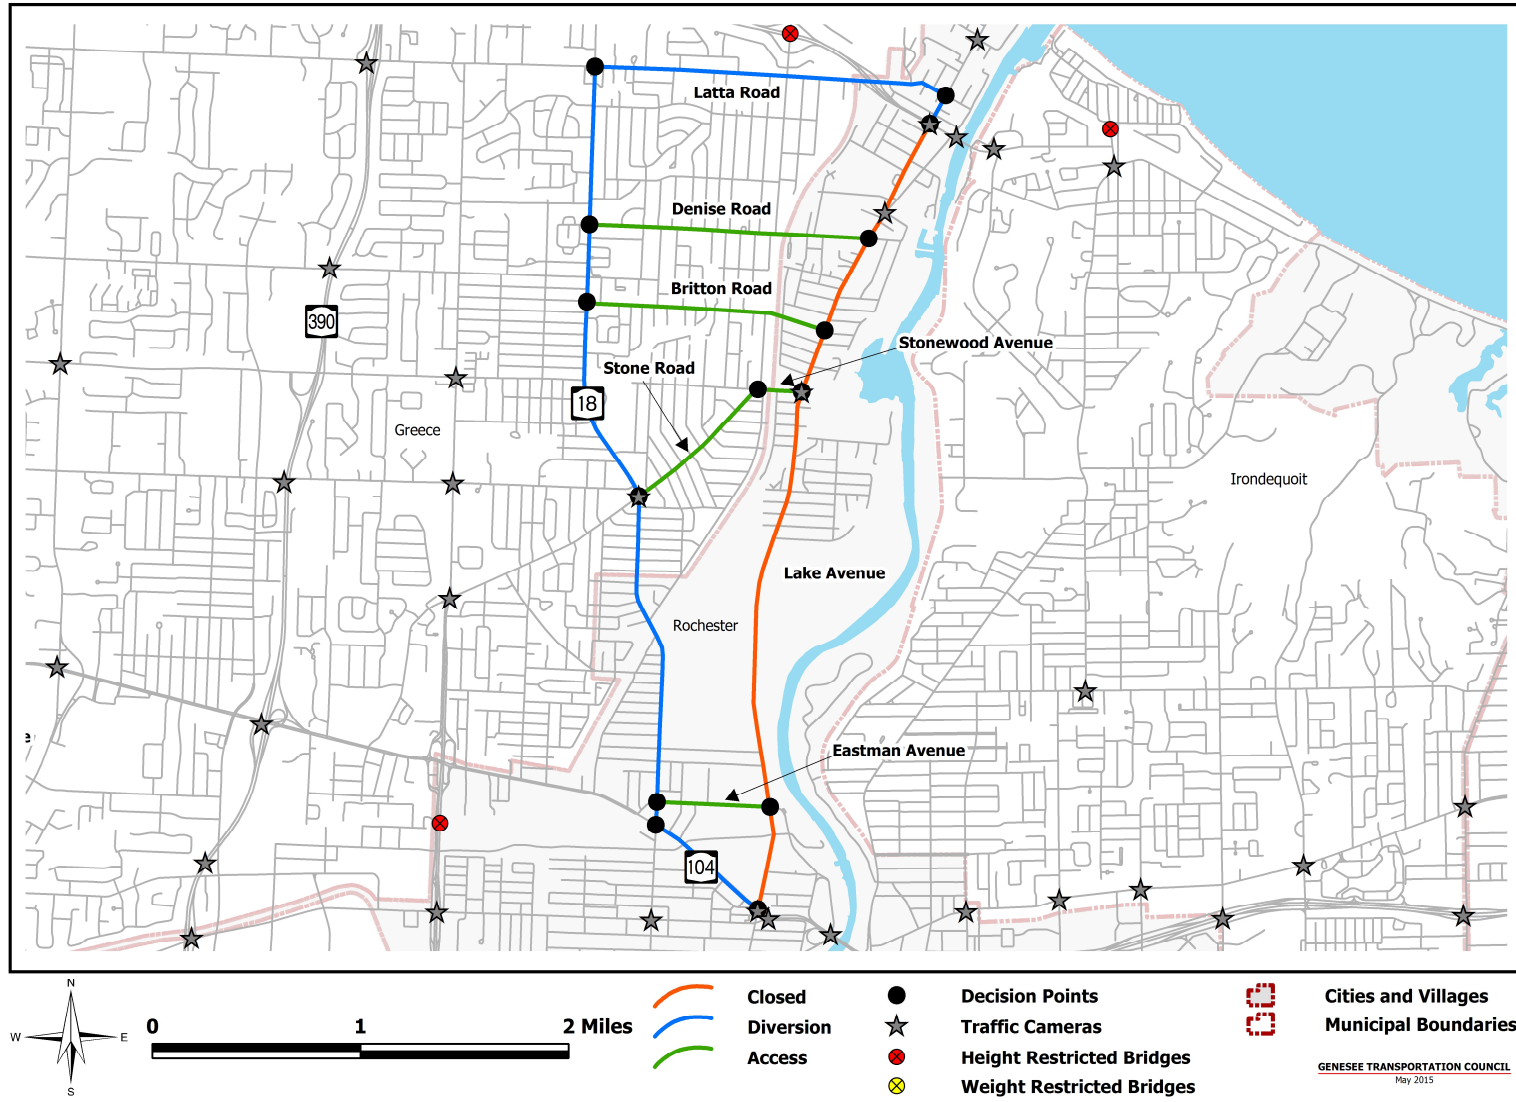 Latta Road
Denise Road
Britton Road
390
Stonewood Avenue
Stone Road
18
Greece
Irondequoit
Lake Avenue
Rochester
e
Eastman Avenue
104
N
W
E
S
0 1 2 Miles
Closed
Diversion
Access
Decision Points
Traffic Cameras
Height Restricted Bridges
Weight Restricted Bridges
Cities and Villages
Municipal Boundaries
GENESEE TRANSPORTATION COUNCIL
May 2015